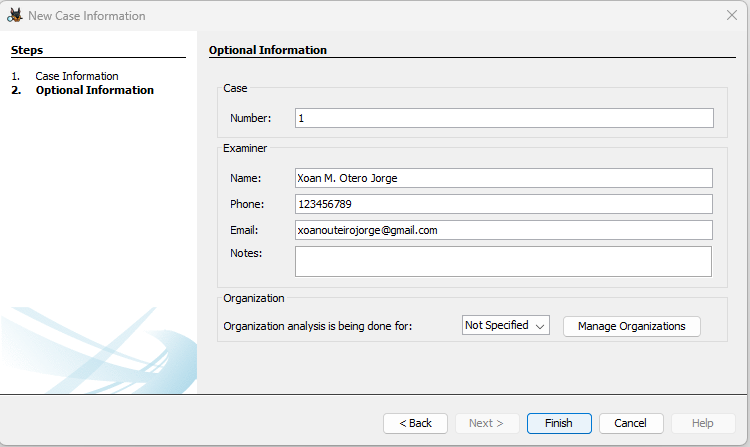 New Case Information
Steps
1. Case Information
2. Optional Information
Optional Information
Case
Number: 1
Examiner
Name: Xoan M. Otero Jorge
Phone: 123456789
Email: xoanouteirojorge@gmail.com
Notes:
Organization
Organization analysis is being done for: Not Specified Manage Organizations
< Back Next > Finish Cancel Help